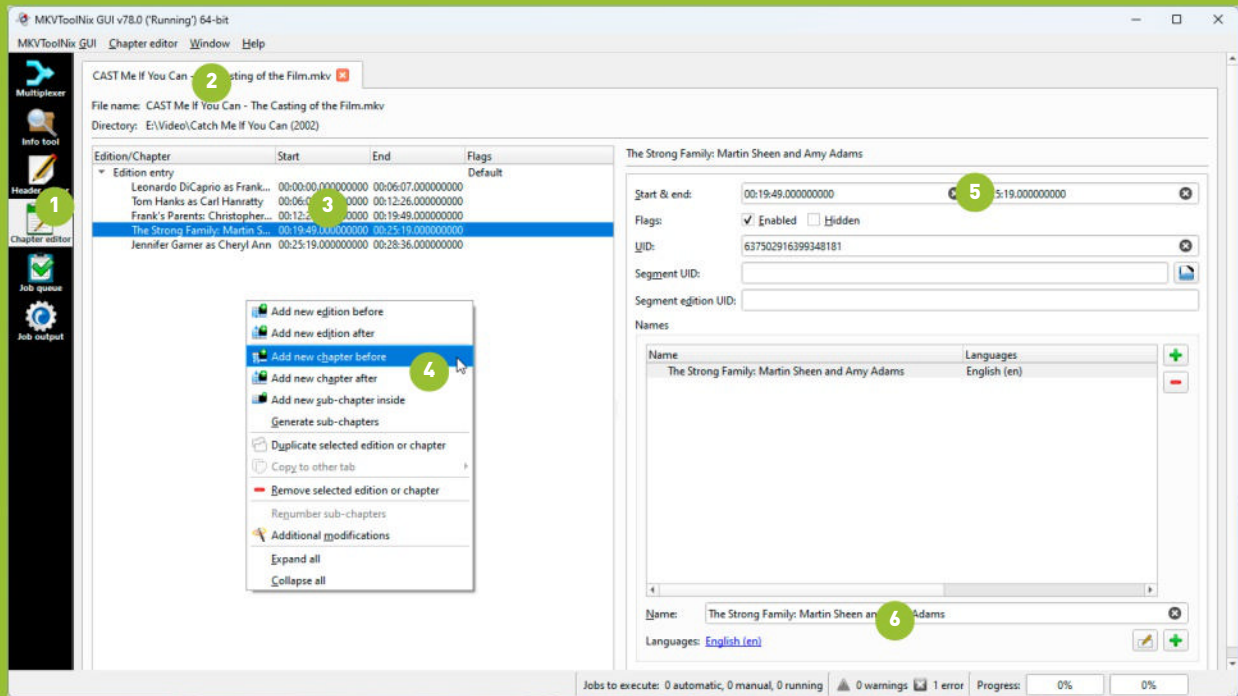 MKVToolNix GUI v78.0 ('Running') 64-bit
MKVToolNix GUI Chapter editor Window Help
Multiplexer
Info tool
Header
Chapter editor
Job queue
Job output
1
CAST Me If You Can - sting of the Film.mkv
2
File name: CAST Me If You Can - The Casting of the Film.mkv
Directory: E:\Video\Catch Me If You Can (2002)
Edition/Chapter Start End Flags
Edition entry Default
Leonardo DiCaprio as Frank... 00:00:00.000000000 00:06:07.000000000
Tom Hanks as Carl Hanratty 00:06:0 00000 00:12:26.000000000
Frank's Parents: Christopher... 00:12:2 0000 00:19:49.000000000
The Strong Family: Martin S... 00:19:49.000000000 00:25:19.000000000
Jennifer Garner as Cheryl Ann 00:25:19.000000000 00:28:36.000000000
3
Add new edition before
Add new edition after
Add new chapter before
Add new chapter after
Add new sub-chapter inside
Generate sub-chapters
Duplicate selected edition or chapter
Copy to other tab
Remove selected edition or chapter
Renumber sub-chapters
Additional modifications
Expand all
Collapse all
4
The Strong Family: Martin Sheen and Amy Adams
Start & end: 00:19:49.000000000 5:19.000000000
5
Flags: Enabled Hidden
UID: 637502916399348181
Segment UID:
Segment edition UID:
Names
Name Languages
The Strong Family: Martin Sheen and Amy Adams English (en)
Name: The Strong Family: Martin Sheen an Adams
6
Languages: English (en)
Jobs to execute: 0 automatic, 0 manual, 0 running 0 warnings 1 error Progress: 0% 0%